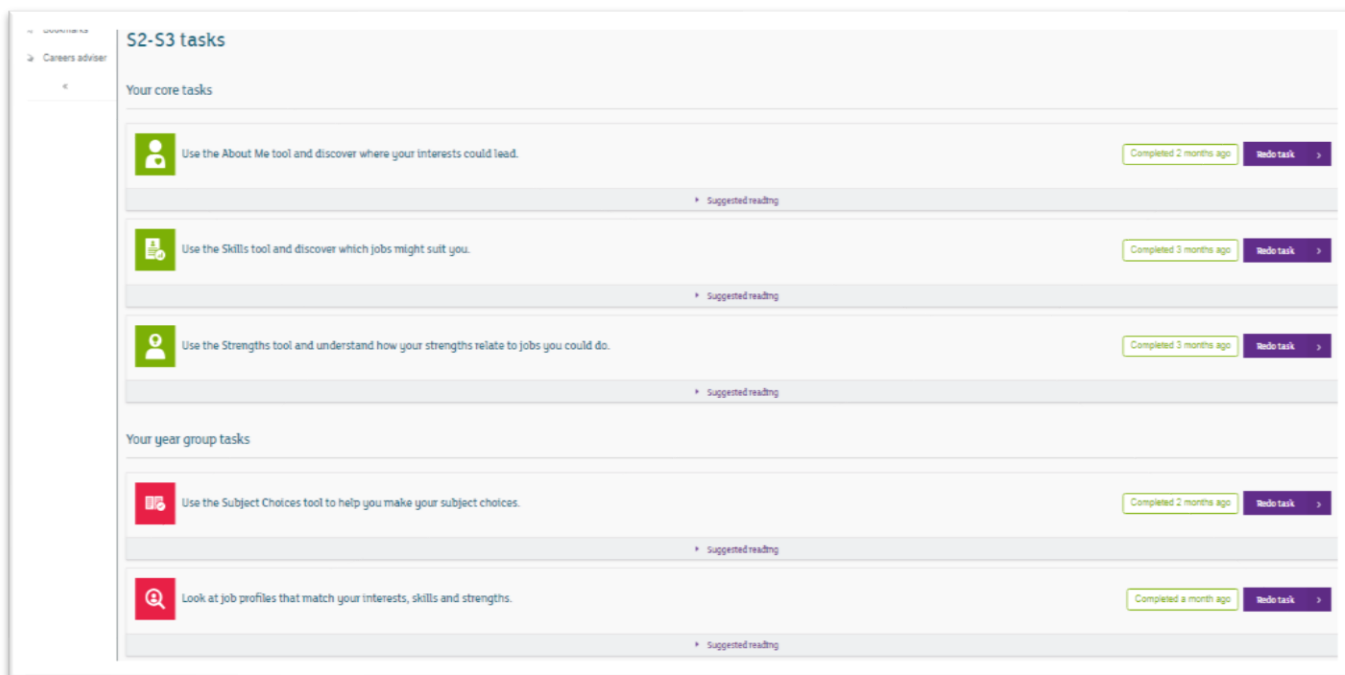 Bookmarks
Careers adviser
«
S2-S3 tasks
Your core tasks
Use the About Me tool and discover where your interests could lead.
Completed 2 months ago
Redo task ›
Suggested reading
Use the Skills tool and discover which jobs might suit you.
Completed 3 months ago
Redo task ›
Suggested reading
Use the Strengths tool and understand how your strengths relate to jobs you could do.
Completed 3 months ago
Redo task ›
Suggested reading
Your year group tasks
Use the Subject Choices tool to help you make your subject choices.
Completed 2 months ago
Redo task ›
Suggested reading
Look at job profiles that match your interests, skills and strengths.
Completed a month ago
Redo task ›
Suggested reading